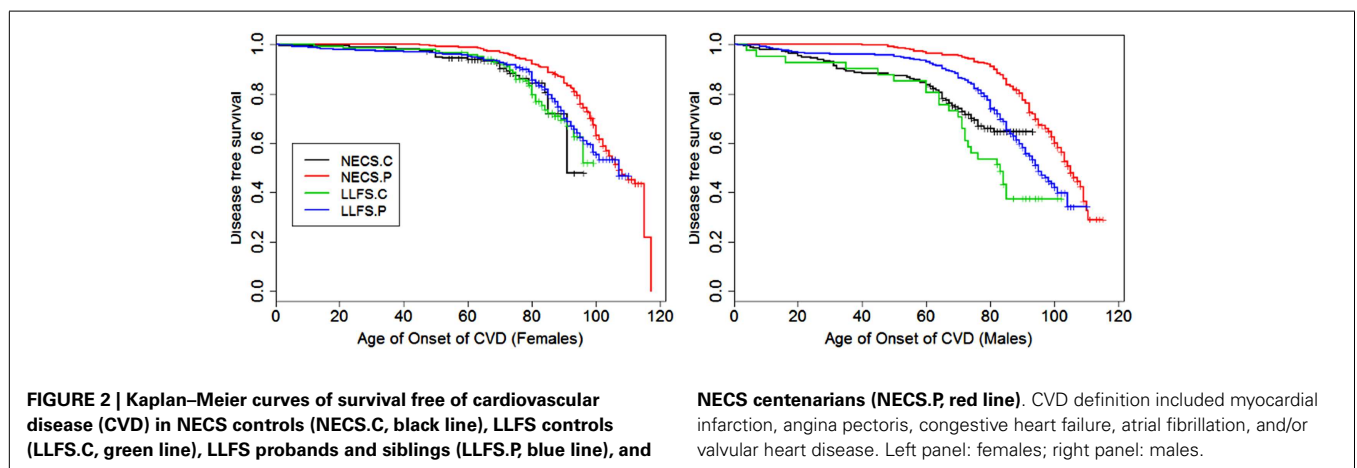 Disease free survival
0.0 0.2 0.4 0.6 0.8 1.0
NECS.C
NECS.P
LLFS.C
LLFS.P
0 20 40 60 80 100 120
Age of Onset of CVD (Females)
Disease free survival
0.0 0.2 0.4 0.6 0.8 1.0
0 20 40 60 80 100 120
Age of Onset of CVD (Males)
FIGURE 2 | Kaplan–Meier curves of survival free of cardiovascular
disease (CVD) in NECS controls (NECS.C, black line), LLFS controls
(LLFS.C, green line), LLFS probands and siblings (LLFS.P, blue line), and
NECS centenarians (NECS.P, red line). CVD definition included myocardial
infarction, angina pectoris, congestive heart failure, atrial fibrillation, and/or
valvular heart disease. Left panel: females; right panel: males.